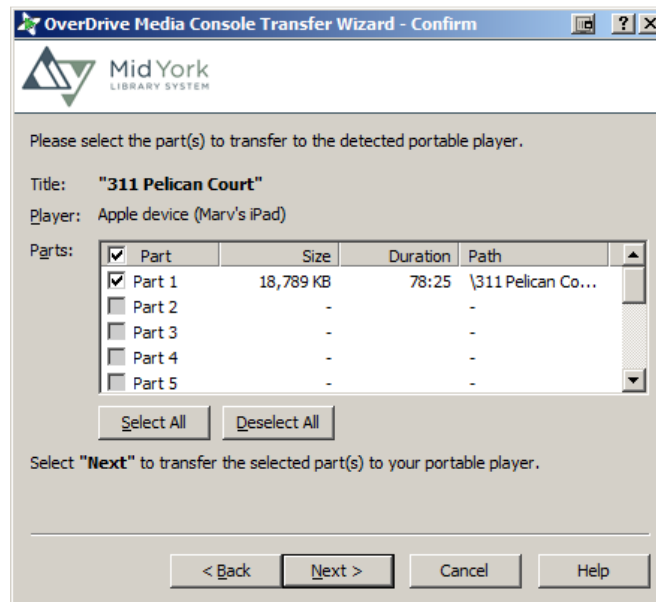 OverDrive Media Console Transfer Wizard - Confirm
Mid York
LIBRARY SYSTEM
Please select the part(s) to transfer to the detected portable player.
Title: "311 Pelican Court"
Player: Apple device (Marv's iPad)
Parts: Part Size Duration Path
Part 1 18,789 KB 78:25 \311 Pelican Co...
Part 2 - -
Part 3 - -
Part 4 - -
Part 5 - -
Select All Deselect All
Select "Next" to transfer the selected part(s) to your portable player.
< Back Next > Cancel Help